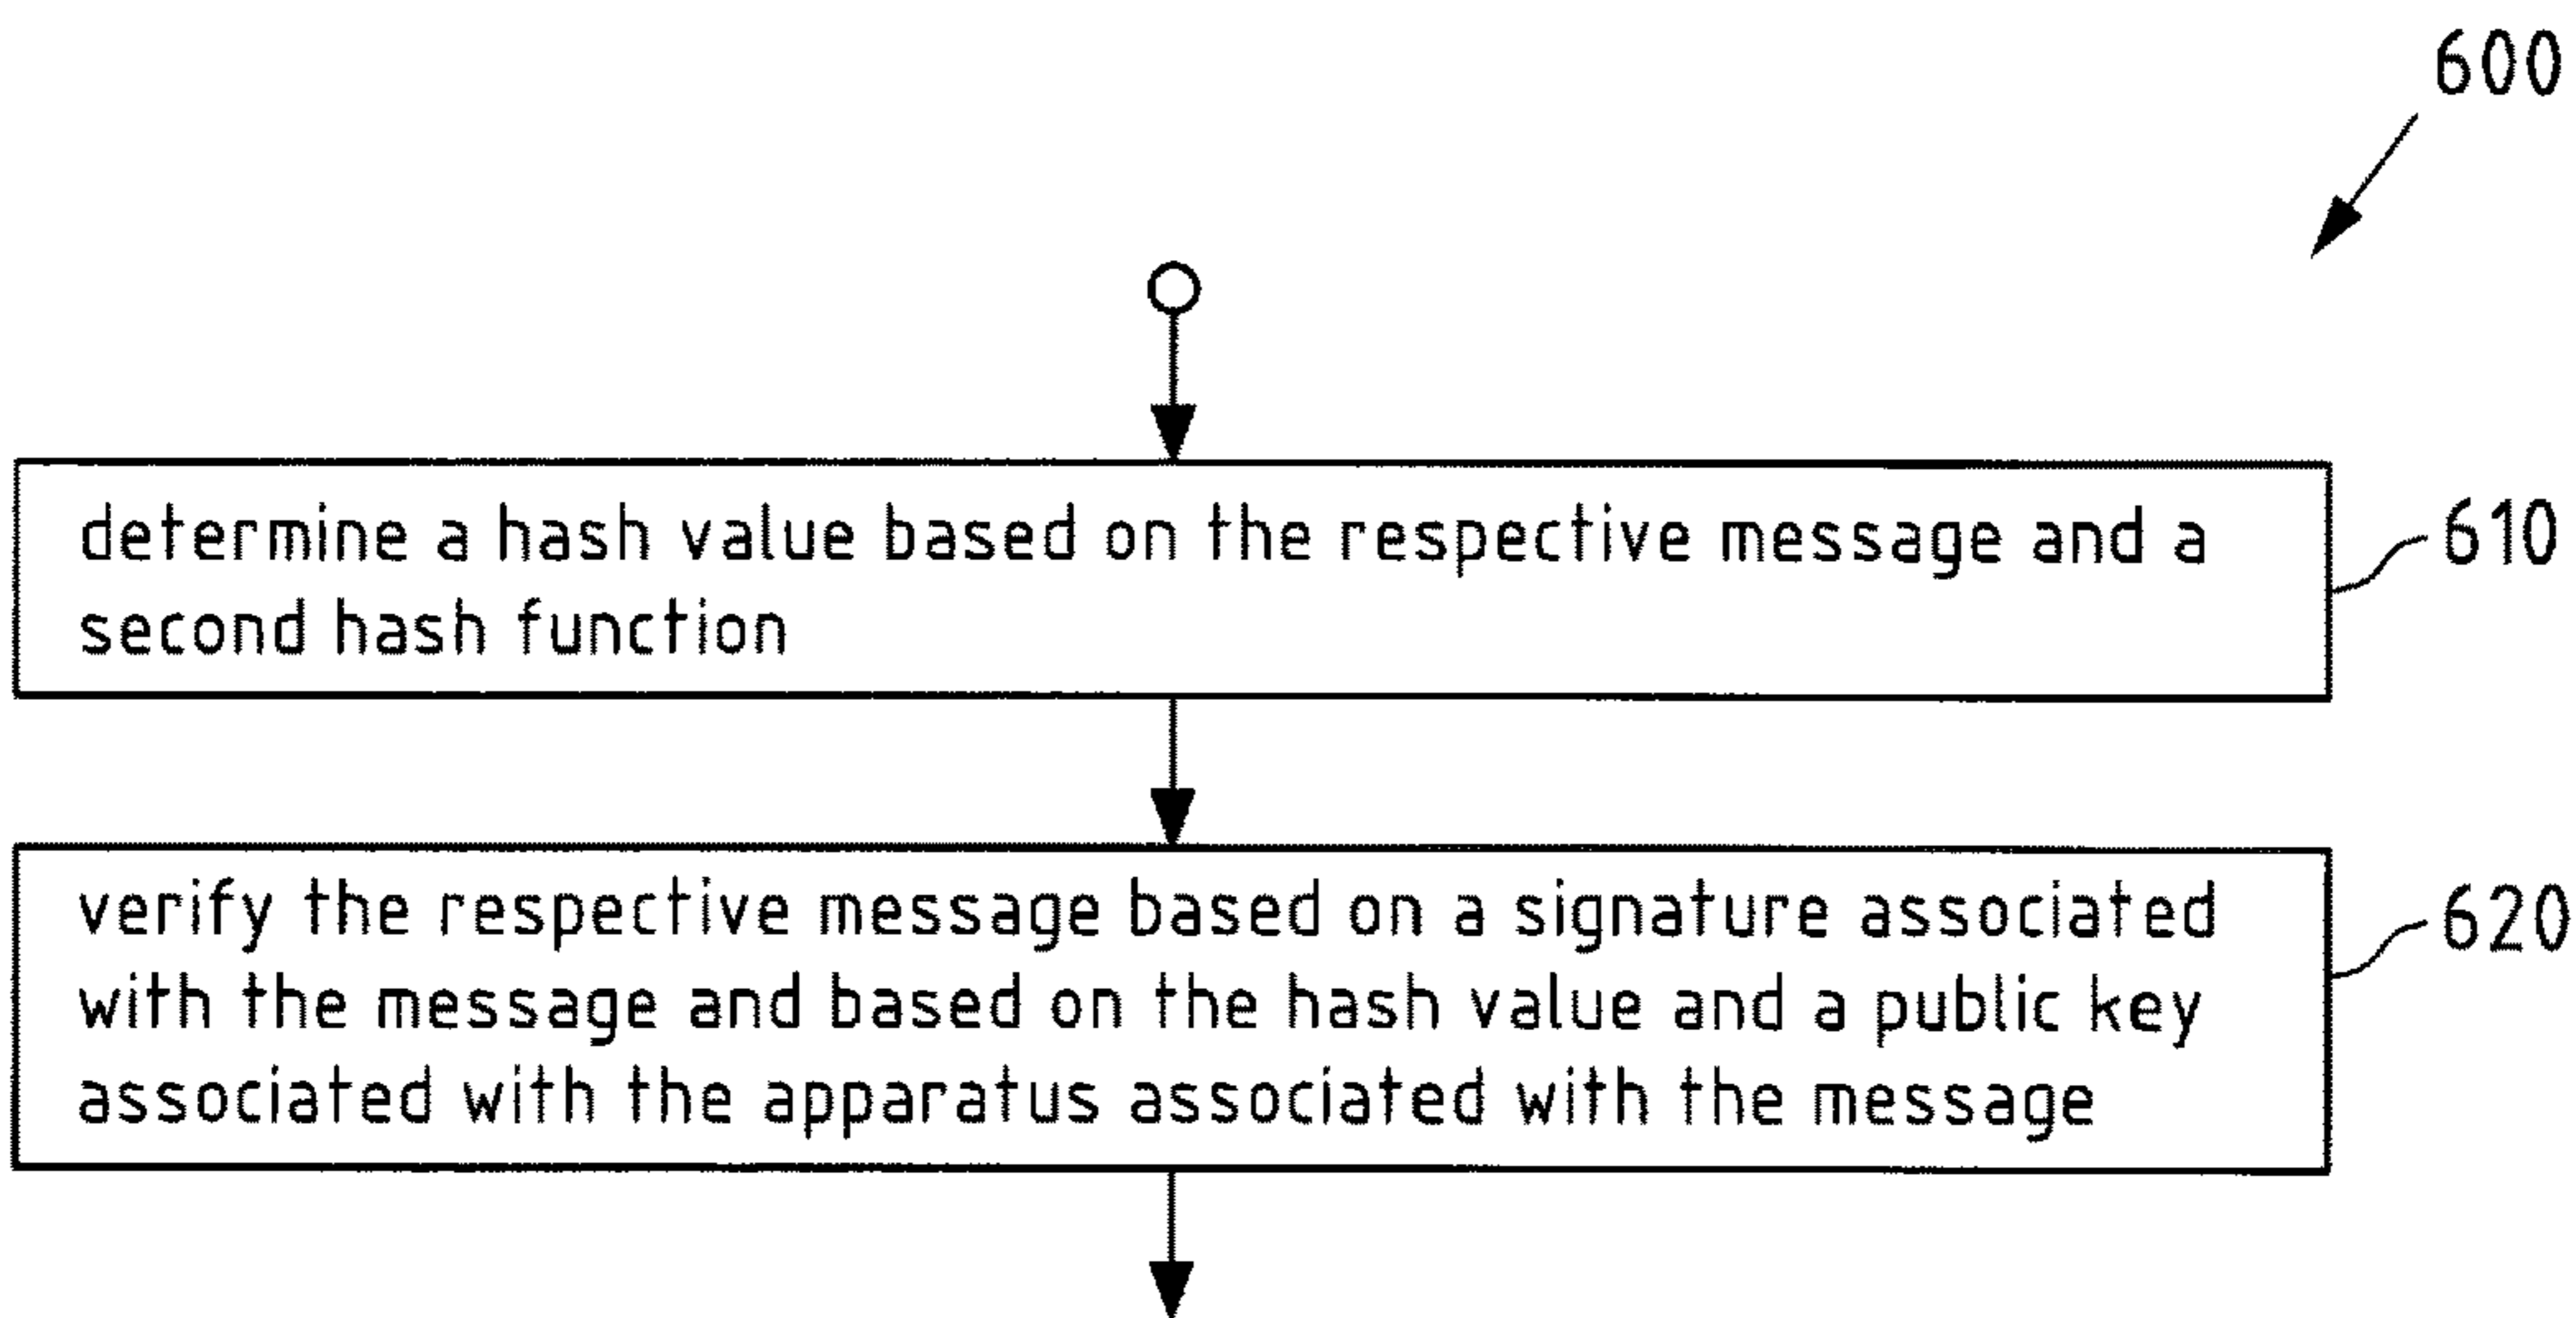 600
determine a hash value based on the respective message and a
second hash function
610
verify the respective message based on a signature associated
with the message and based on the hash value and a public key
associated with the apparatus associated with the message
620